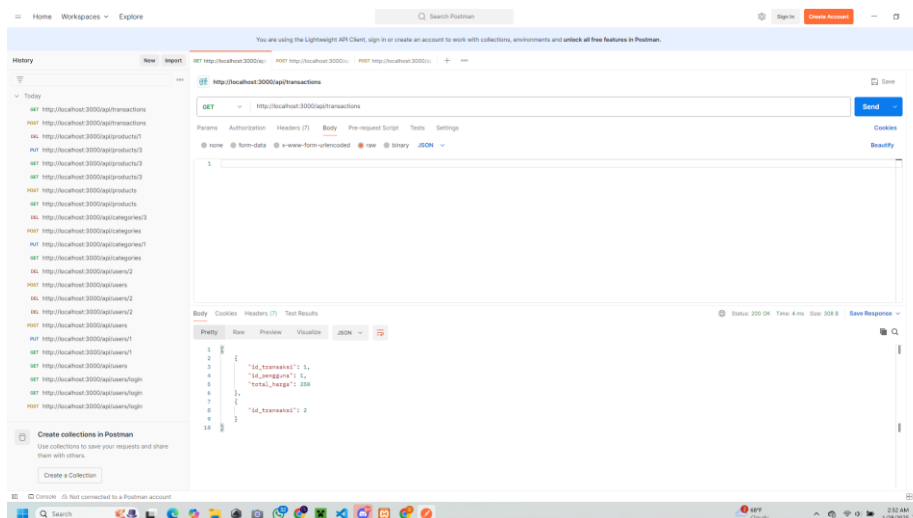 Home Workspaces Explore
Search Postman
Sign In Create Account
You are using the Lightweight API Client, sign in or create an account to work with collections, environments and unlock all free features in Postman.
History New Import
GET http://localhost:3000/ap POST http://localhost:3000/a POST http://localhost:3000/a
http://localhost:3000/api/transactions
Save
GET http://localhost:3000/api/transactions
Send
Params Authorization Headers (7) Body Pre-request Script Tests Settings
Cookies
none form-data x-www-form-urlencoded raw binary JSON
Beautify
1
Today
GET http://localhost:3000/api/transactions
POST http://localhost:3000/api/transactions
DEL http://localhost:3000/api/products/1
PUT http://localhost:3000/api/products/3
GET http://localhost:3000/api/products/3
GET http://localhost:3000/api/products/3
POST http://localhost:3000/api/products
GET http://localhost:3000/api/products
DEL http://localhost:3000/api/categories/3
POST http://localhost:3000/api/categories
PUT http://localhost:3000/api/categories/1
GET http://localhost:3000/api/categories
DEL http://localhost:3000/api/users/2
POST http://localhost:3000/api/users
DEL http://localhost:3000/api/users/2
POST http://localhost:3000/api/users
PUT http://localhost:3000/api/users/1
GET http://localhost:3000/api/users/1
GET http://localhost:3000/api/users
GET http://localhost:3000/api/users/login
GET http://localhost:3000/api/users/login
POST http://localhost:3000/api/users/login
Create collections in Postman
Use collections to save your requests and share
them with others.
Create a Collection
Body Cookies Headers (7) Test Results
Status: 200 OK Time: 4 ms Size: 308 B Save Response
Pretty Raw Preview Visualize JSON
1 [
2 {
3 "id_transaksi": 1,
4 "id_pengguna": 1,
5 "total_harga": 250
6 },
7 {
8 "id_transaksi": 2
9 }
10 ]
Console Not connected to a Postman account
Search
68°F
Cloudy
2:52 AM